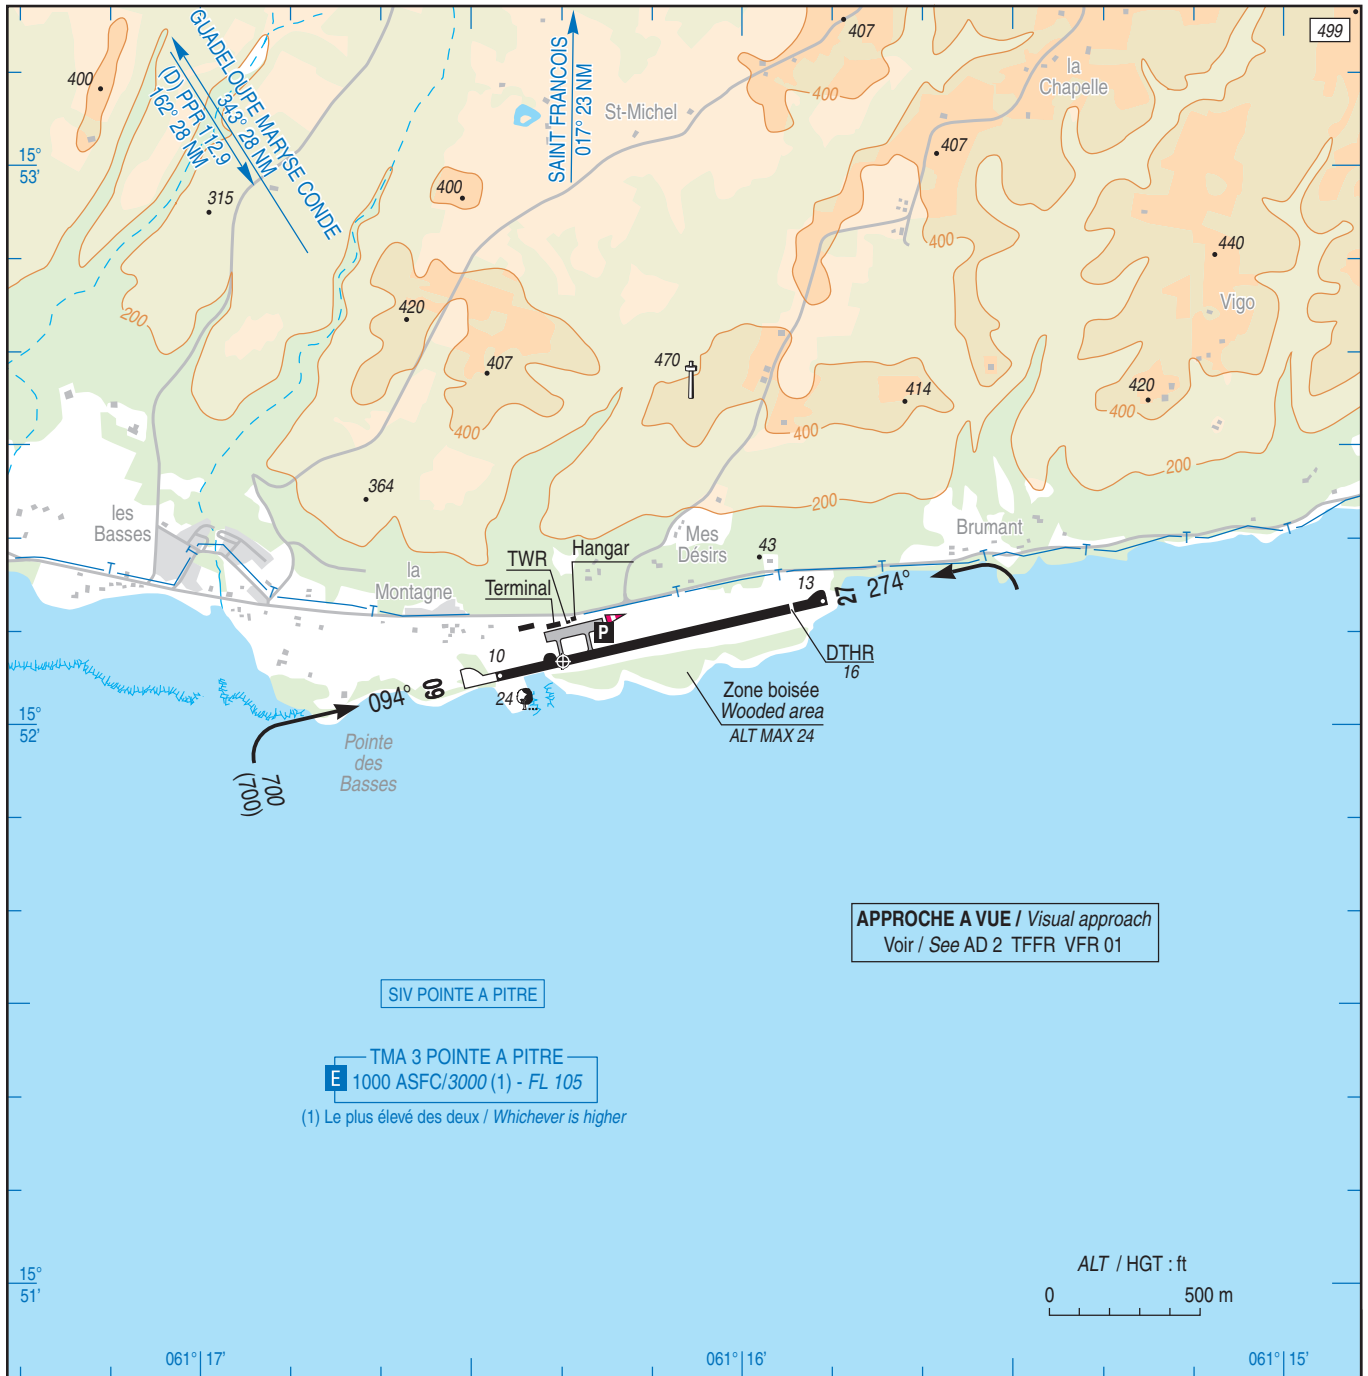 499
407
la
Chapelle
400
GUADELOUPE MARYSE CONDE
343° 28 NM
(D) PPR 112.9
162° 28 NM
SAINT FRANCOIS
017° 23 NM
St-Michel
400
407
15°
53'
315
400
400
440
Vigo
200
420
407
470
414
420
400
400
400
200
364
200
les
Basses
Brumant
Mes
Désirs
43
TWR
Hangar
Terminal
la
Montagne
T
T
T
T
T
T
T
T
T
T
T
13
27
274°
P
10
DTHR
16
094°
09
24
Zone boisée
Wooded area
ALT MAX 24
15°
52'
Pointe
des
Basses
700
(700)
APPROCHE A VUE / Visual approach
Voir / See AD 2 TFFR VFR 01
SIV POINTE A PITRE
TMA 3 POINTE A PITRE
E 1000 ASFC/3000 (1) - FL 105
(1) Le plus élevé des deux / Whichever is higher
15°
51'
ALT / HGT : ft
0 500 m
061° 17'
061° 16'
061° 15'